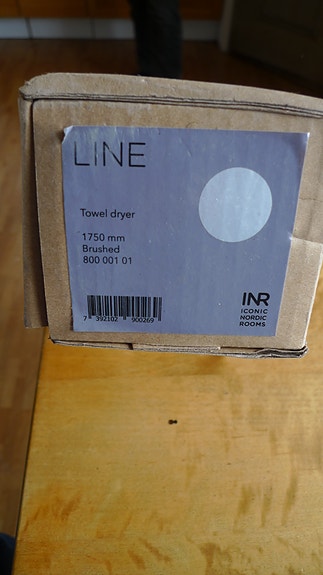 LINE
Towel dryer
1750 mm
Brushed
800 001 01
INR
ICONIC
NORDIC
ROOMS
7 392102 900269